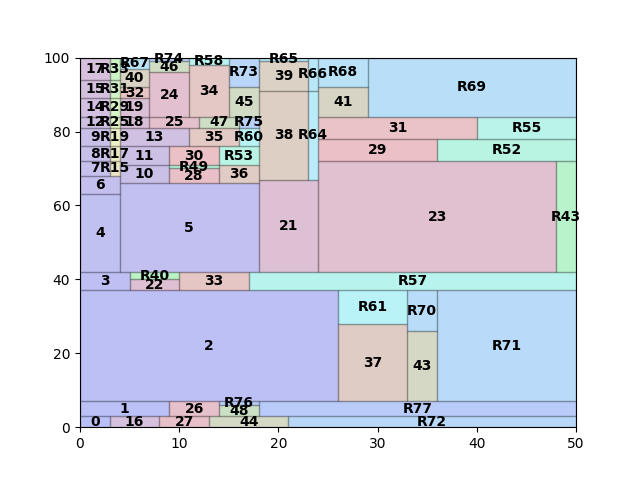 100
17 R33 R67 R74 46 R58 R65
40 R73 39 R66 R68 R69
15 R31 32 24 34 45 41
14 R29 19
80
12 R25 18 25 47 R75 38 R64 31 R55
9 R19 13 35 R60
8 R17 11 30 R53 29 R52
7 R15 10 R49 28 36
6
60
4 5 21 23 R43
40
3 R40 22 33 R57
20
2 R61 R70
37 43 R71
1 26 R76 48 R77
0
0 16 27 44 R72
0 10 20 30 40 50